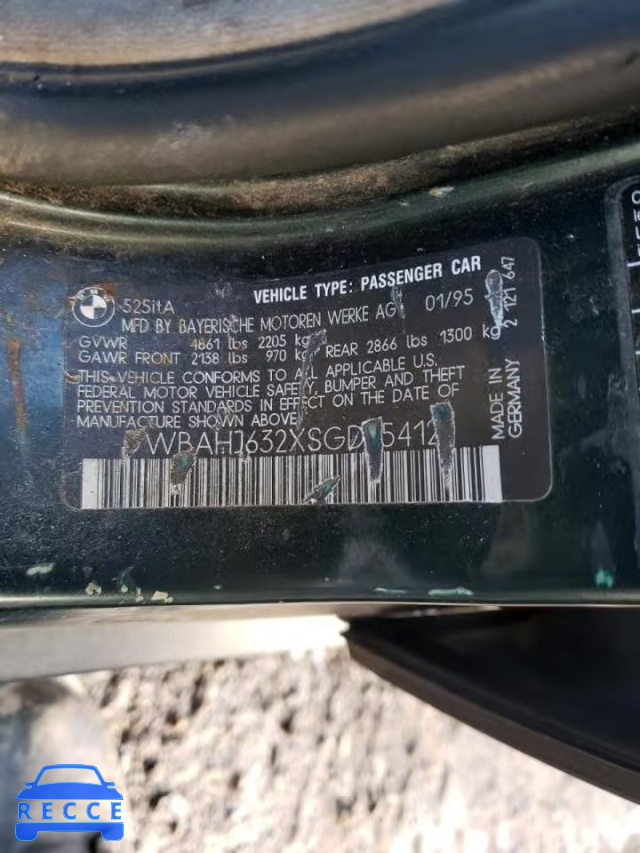 BMW
525itA
VEHICLE TYPE: PASSENGER CAR
MFD BY BAYERISCHE MOTOREN WERKE AG 01/95
GVWR 4861 lbs 2205 kg
GAWR FRONT 2138 lbs 970 kg REAR 2866 lbs 1300 kg
THIS VEHICLE CONFORMS TO ALL APPLICABLE U.S.
FEDERAL MOTOR VEHICLE SAFETY, BUMPER AND THEFT
PREVENTION STANDARDS IN EFFECT ON THE DATE OF
MANUFACTURE SHOWN ABOVE
MADE IN
GERMANY
2 121 647
RECCE